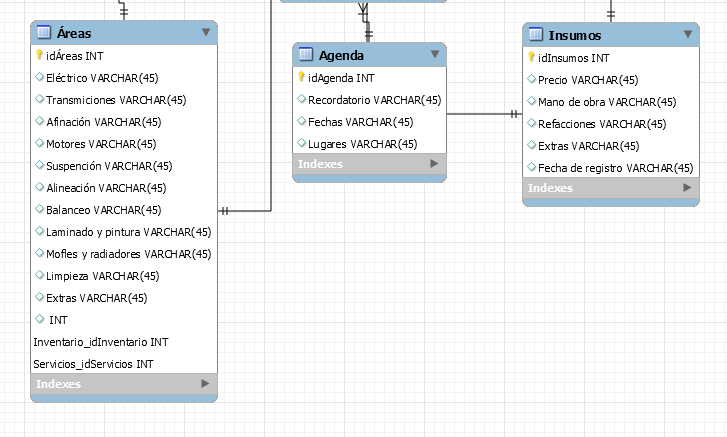 Áreas
idÁreas INT
Eléctrico VARCHAR(45)
Transmiciones VARCHAR(45)
Afinación VARCHAR(45)
Motores VARCHAR(45)
Suspención VARCHAR(45)
Alineación VARCHAR(45)
Balanceo VARCHAR(45)
Laminado y pintura VARCHAR(45)
Mofles y radiadores VARCHAR(45)
Limpieza VARCHAR(45)
Extras VARCHAR(45)
INT
Inventario_idInventario INT
Servicios_idServicios INT
Indexes
Agenda
idAgenda INT
Recordatorio VARCHAR(45)
Fechas VARCHAR(45)
Lugares VARCHAR(45)
Indexes
Insumos
idInsumos INT
Precio VARCHAR(45)
Mano de obra VARCHAR(45)
Refacciones VARCHAR(45)
Extras VARCHAR(45)
Fecha de registro VARCHAR(45)
Indexes